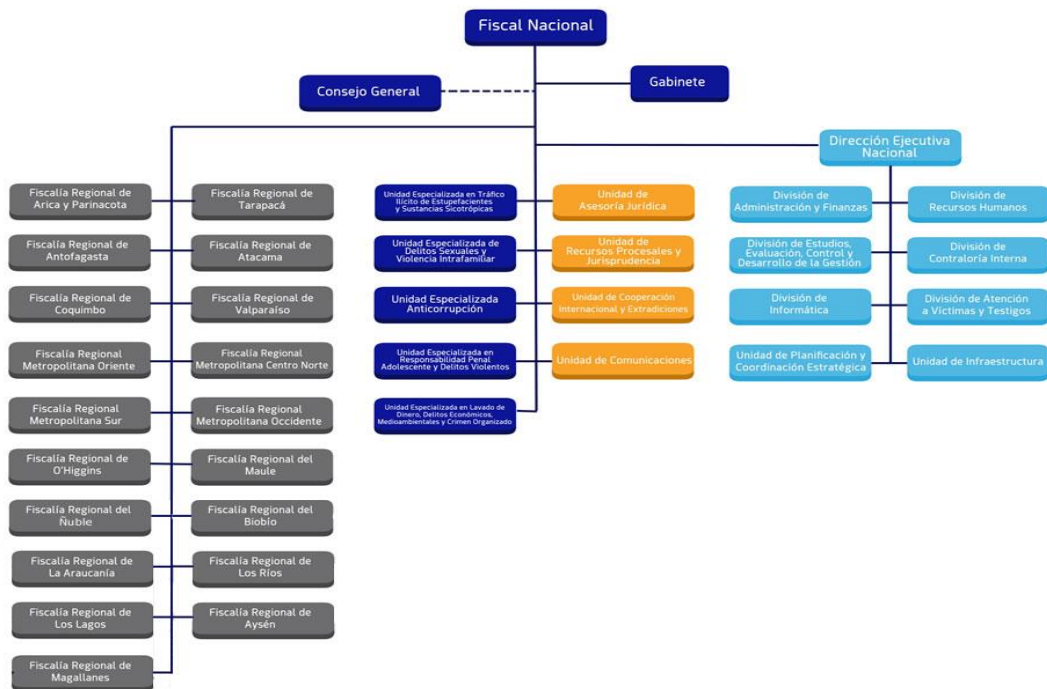 Fiscal Nacional
Gabinete
Consejo General
Dirección Ejecutiva
Nacional
Fiscalía Regional de
Arica y Parinacota
Fiscalía Regional de
Tarapacá
Fiscalía Regional de
Antofagasta
Fiscalía Regional de
Atacama
Fiscalía Regional de
Coquimbo
Fiscalía Regional de
Valparaíso
Fiscalía Regional
Metropolitana Oriente
Fiscalía Regional
Metropolitana Centro Norte
Fiscalía Regional
Metropolitana Sur
Fiscalía Regional
Metropolitana Occidente
Fiscalía Regional de
O'Higgins
Fiscalía Regional del
Maule
Fiscalía Regional del
Ñuble
Fiscalía Regional del
Biobío
Fiscalía Regional de
La Araucanía
Fiscalía Regional de
Los Ríos
Fiscalía Regional de
Los Lagos
Fiscalía Regional de
Aysén
Fiscalía Regional de
Magallanes
Unidad Especializada en Tráfico
Ilícito de Estupefacientes
y Sustancias Sicotrópicas
Unidad de
Asesoría Jurídica
Unidad Especializada de
Delitos Sexuales y
Violencia Intrafamiliar
Unidad de
Recursos Procesales y
Jurisprudencia
Unidad Especializada
Anticorrupción
Unidad de Cooperación
Internacional y Extradiciones
Unidad Especializada en
Responsabilidad Penal
Adolescente y Delitos Violentos
Unidad de Comunicaciones
Unidad Especializada en Lavado de
Dinero, Delitos Económicos,
Medioambientales y Crimen Organizado
División de
Administración y Finanzas
División de
Recursos Humanos
División de Estudios,
Evaluación, Control y
Desarrollo de la Gestión
División de
Contraloría Interna
División de
Informática
División de Atención
a Víctimas y Testigos
Unidad de Planificación y
Coordinación Estratégica
Unidad de Infraestructura